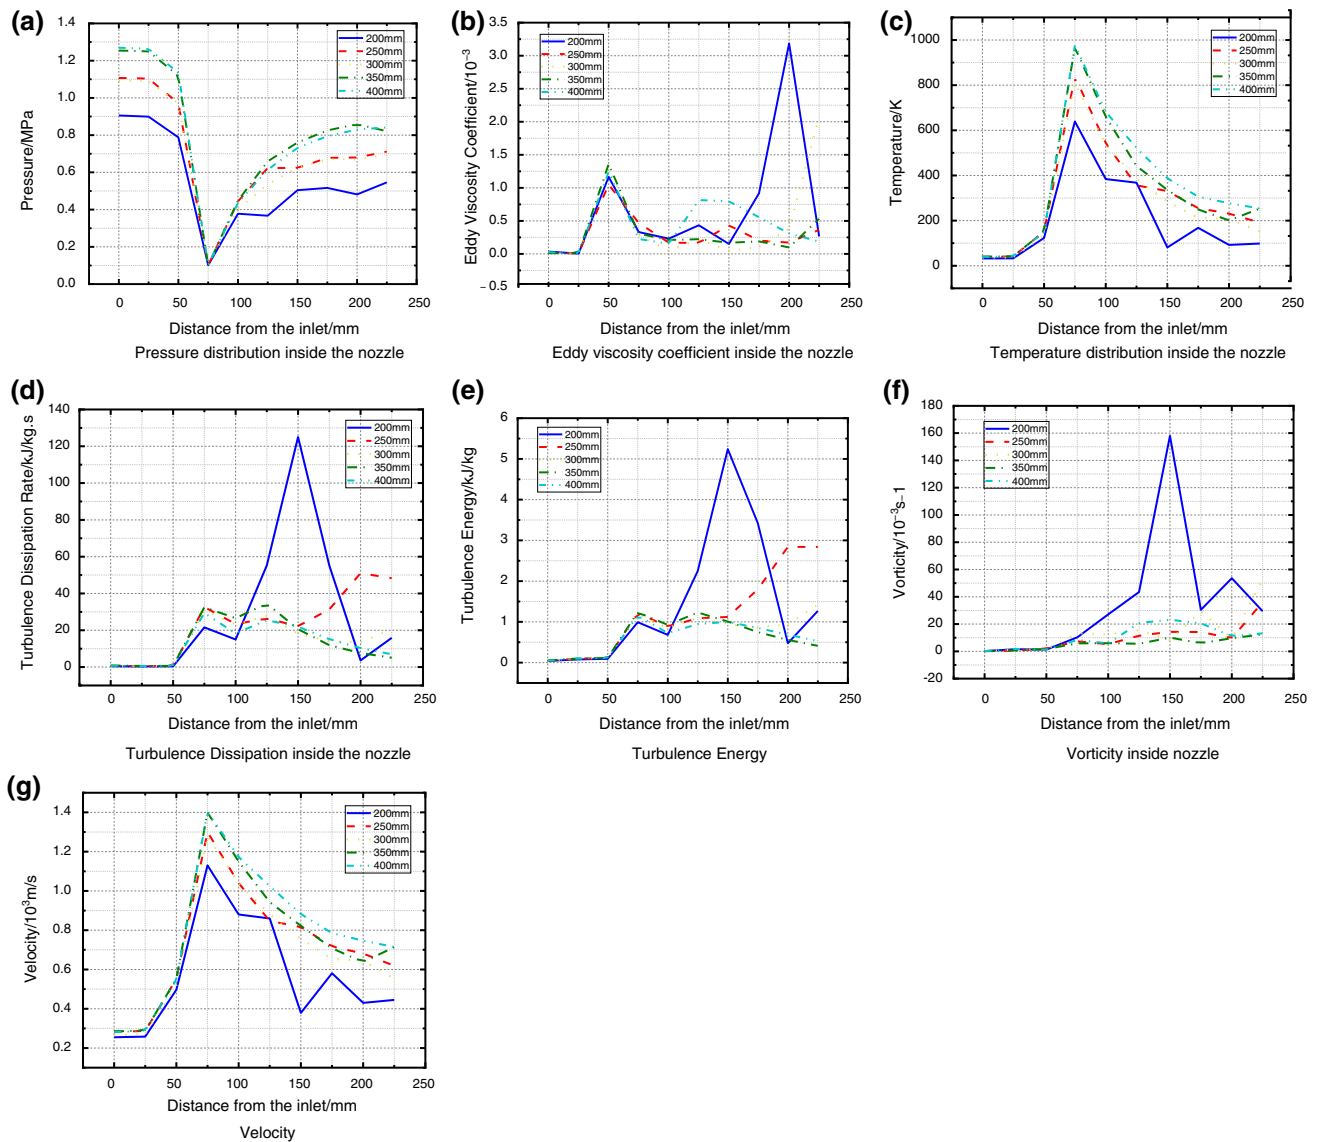 (a)
1.4
1.2
1.0
0.8
0.6
0.4
0.2
0.0
Pressure/MPa
200mm
250mm
300mm
350mm
400mm
0 50 100 150 200 250
Distance from the inlet/mm
Pressure distribution inside the nozzle
(b)
3.5
3.0
2.5
2.0
1.5
1.0
0.5
0.0
−0.5
Eddy Viscosity Coefficient/10⁻³
200mm
250mm
300mm
350mm
400mm
0 50 100 150 200 250
Distance from the inlet/mm
Eddy viscosity coefficient inside the nozzle
(c)
1000
800
600
400
200
0
Temperature/K
200mm
250mm
300mm
350mm
400mm
0 50 100 150 200 250
Distance from the inlet/mm
Temperature distribution inside the nozzle
(d)
140
120
100
80
60
40
20
0
Turbulence Dissipation Rate/kJ/kg.s
200mm
250mm
300mm
350mm
400mm
0 50 100 150 200 250
Distance from the inlet/mm
Turbulence Dissipation inside the nozzle
(e)
6
5
4
3
2
1
0
Turbulence Energy/kJ/kg
200mm
250mm
300mm
350mm
400mm
0 50 100 150 200 250
Distance from the inlet/mm
Turbulence Energy
(f)
180
160
140
120
100
80
60
40
20
0
-20
Vorticity/10⁻³s−1
200mm
250mm
300mm
350mm
400mm
0 50 100 150 200 250
Distance from the inlet/mm
Vorticity inside nozzle
(g)
1.4
1.2
1.0
0.8
0.6
0.4
0.2
Velocity/10³m/s
200mm
250mm
300mm
350mm
400mm
0 50 100 150 200 250
Distance from the inlet/mm
Velocity